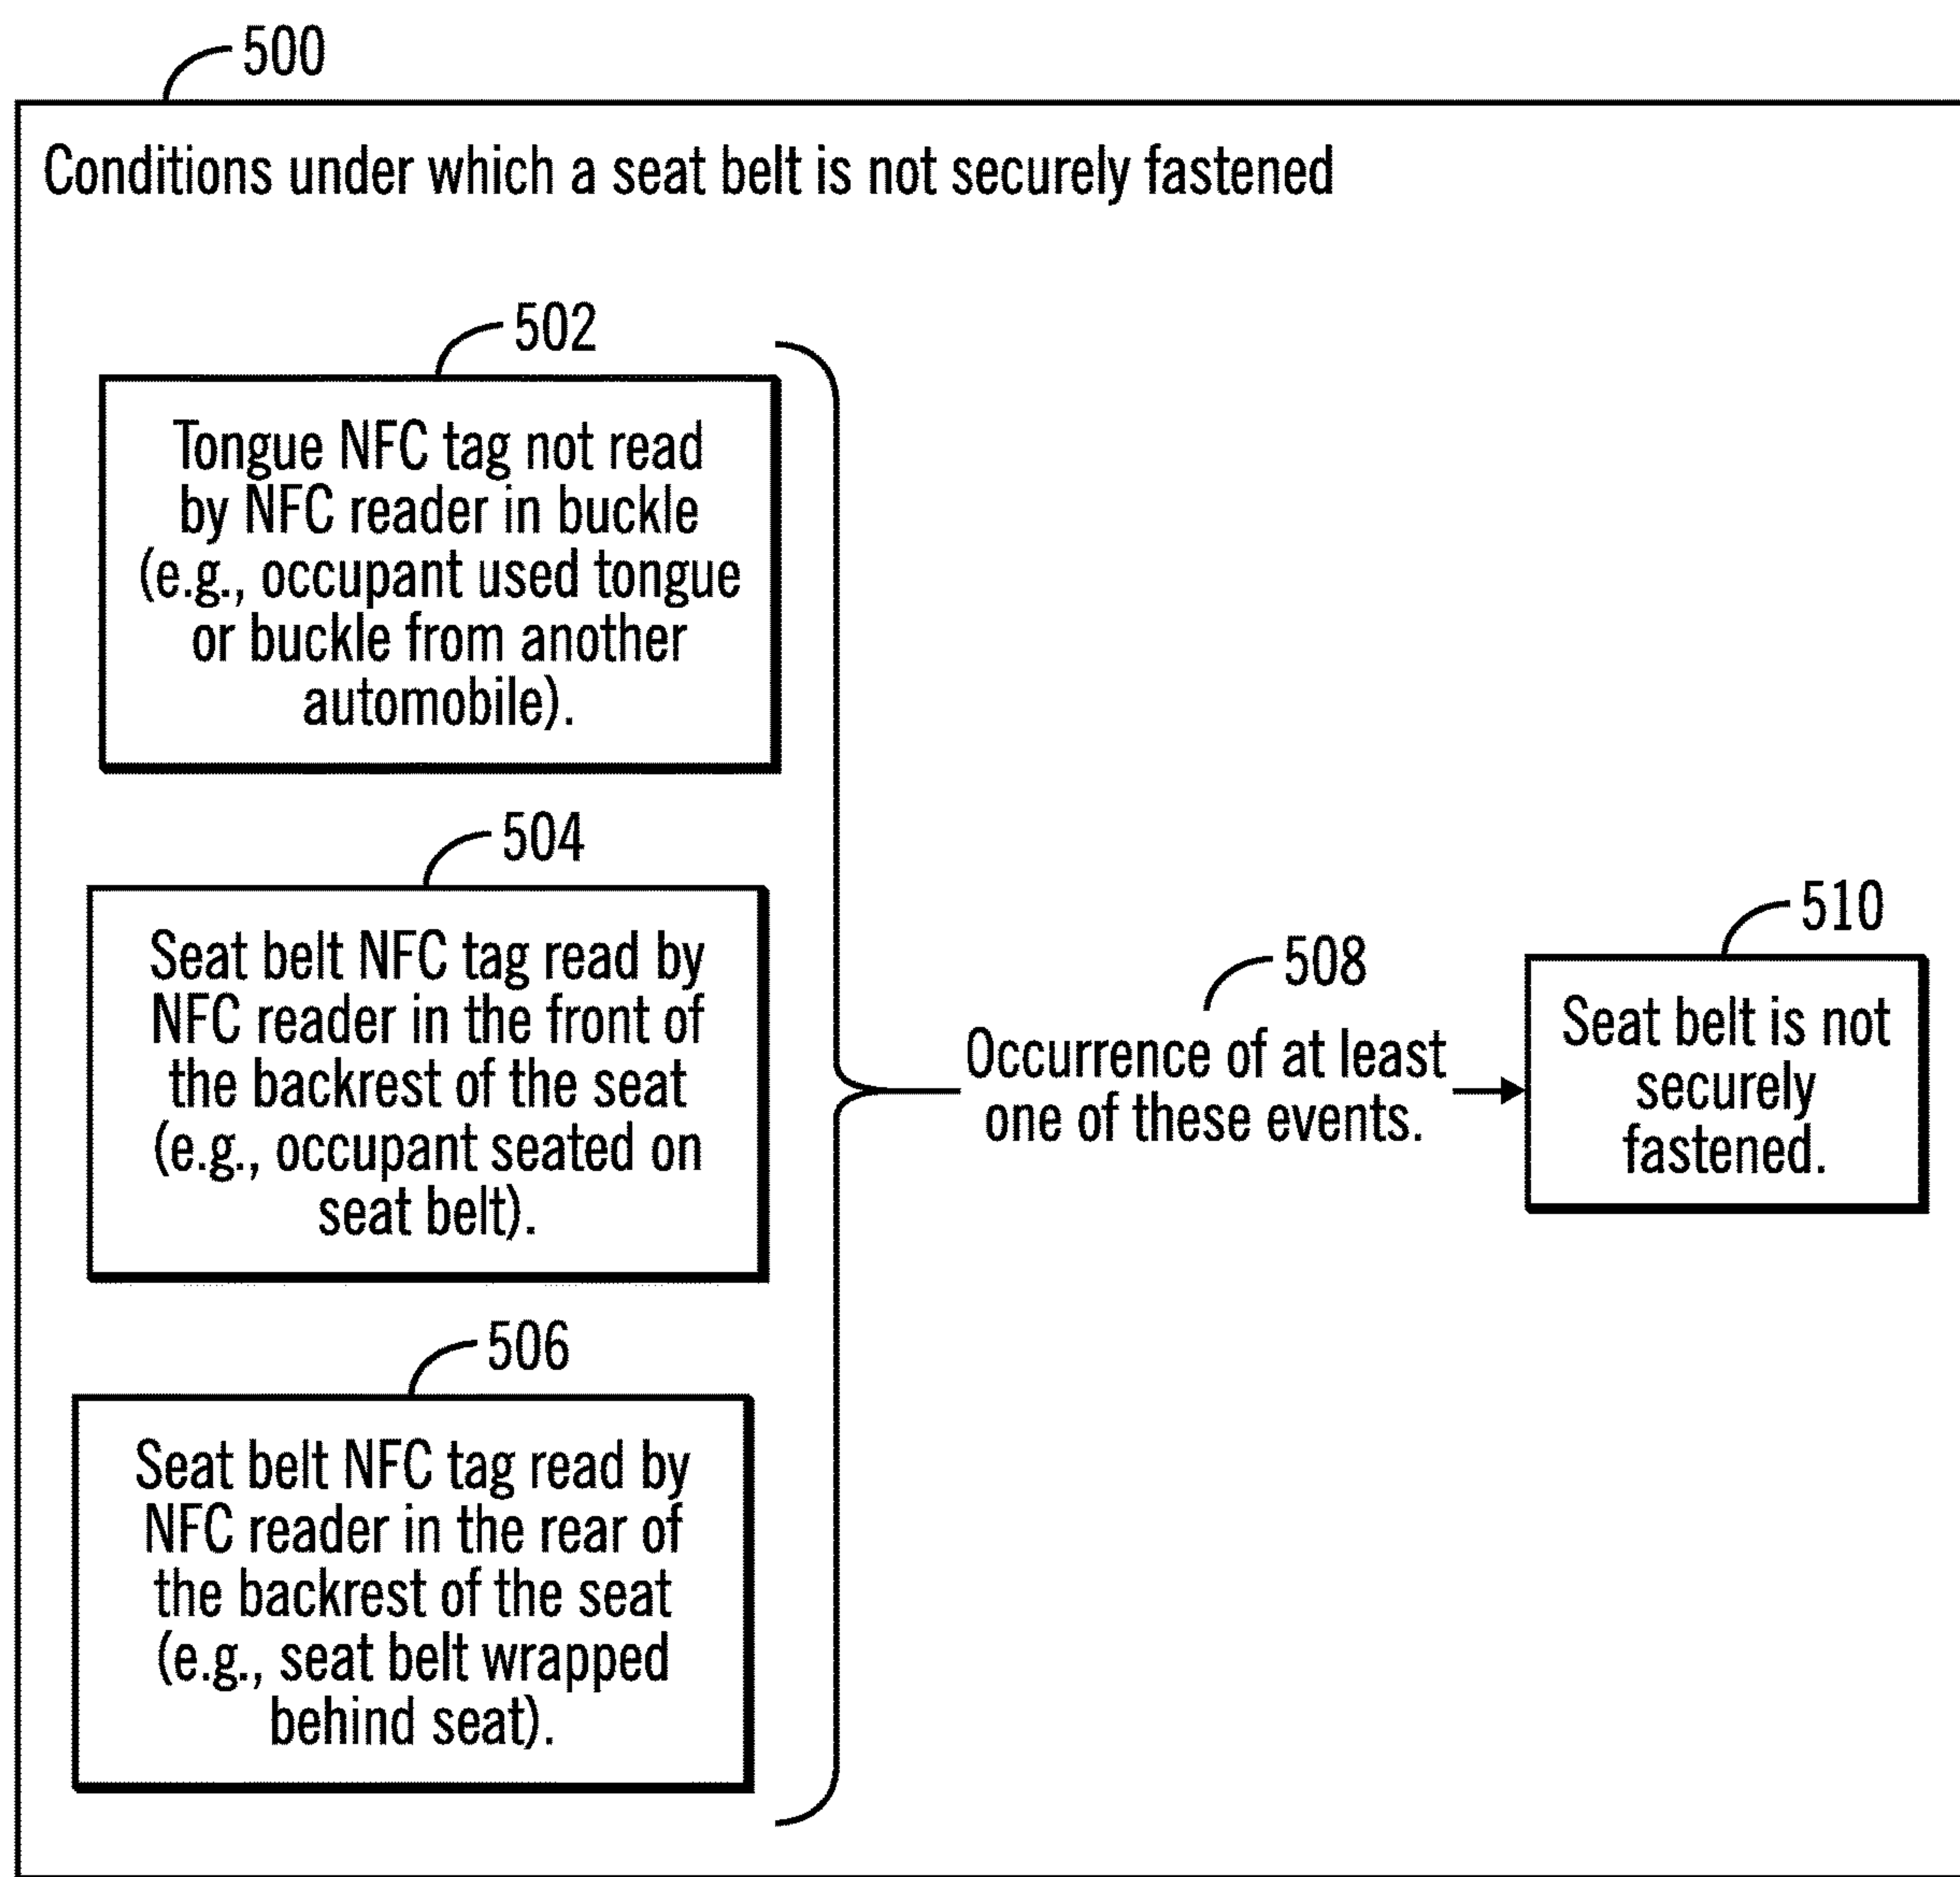 500
Conditions under which a seat belt is not securely fastened
502
Tongue NFC tag not read
by NFC reader in buckle
(e.g., occupant used tongue
or buckle from another
automobile).
504
Seat belt NFC tag read by
NFC reader in the front of
the backrest of the seat
(e.g., occupant seated on
seat belt).
506
Seat belt NFC tag read by
NFC reader in the rear of
the backrest of the seat
(e.g., seat belt wrapped
behind seat).
508
Occurrence of at least
one of these events.
510
Seat belt is not
securely
fastened.